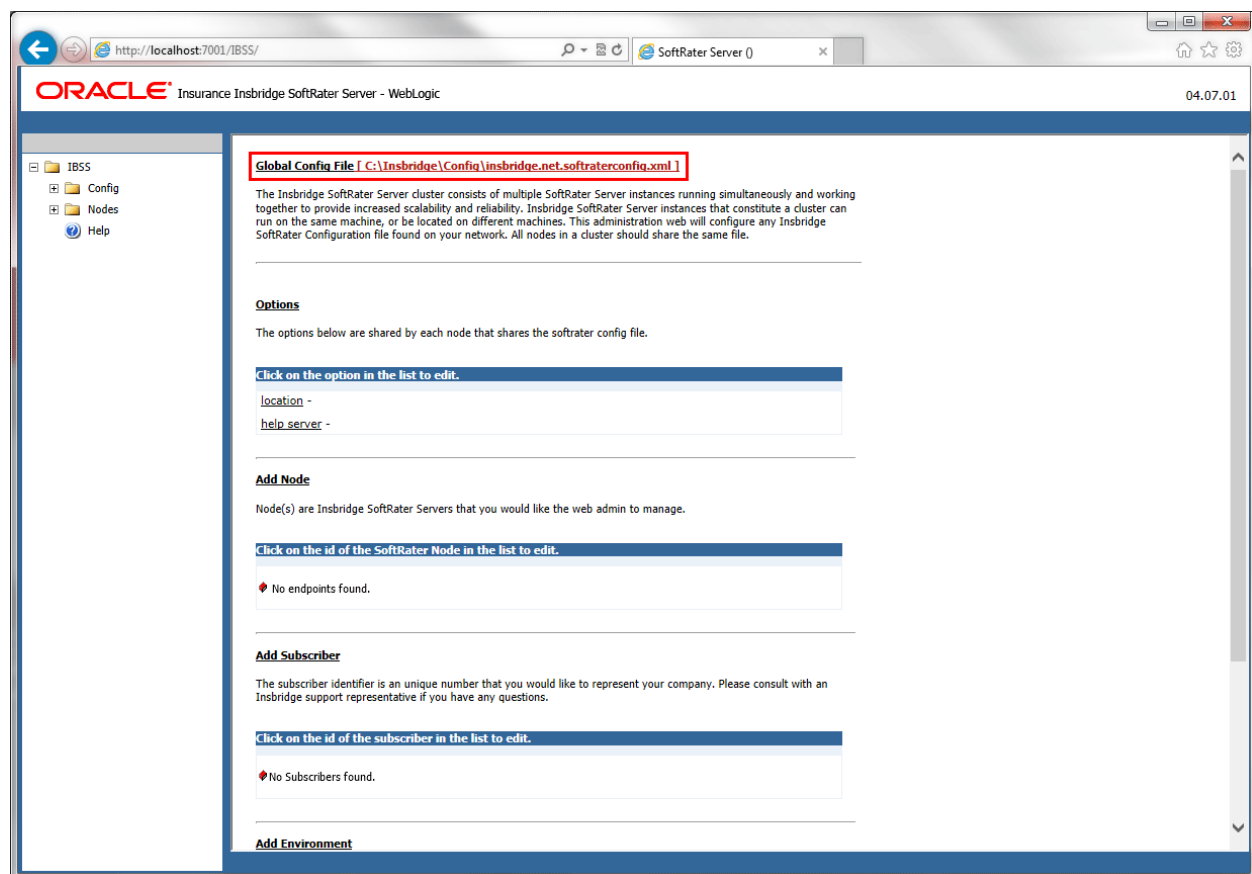 http://localhost:7001/IBSS/
SoftRater Server ()
ORACLE Insurance Insbridge SoftRater Server - WebLogic
04.07.01
IBSS
Config
Nodes
Help
Global Config File [ C:\Insbridge\Config\insbridge.net.softraterconfig.xml ]
The Insbridge SoftRater Server cluster consists of multiple SoftRater Server instances running simultaneously and working
together to provide increased scalability and reliability. Insbridge SoftRater Server instances that constitute a cluster can
run on the same machine, or be located on different machines. This administration web will configure any Insbridge
SoftRater Configuration file found on your network. All nodes in a cluster should share the same file.
Options
The options below are shared by each node that shares the softrater config file.
Click on the option in the list to edit.
location -
help server -
Add Node
Node(s) are Insbridge SoftRater Servers that you would like the web admin to manage.
Click on the id of the SoftRater Node in the list to edit.
No endpoints found.
Add Subscriber
The subscriber identifier is an unique number that you would like to represent your company. Please consult with an
Insbridge support representative if you have any questions.
Click on the id of the subscriber in the list to edit.
No Subscribers found.
Add Environment